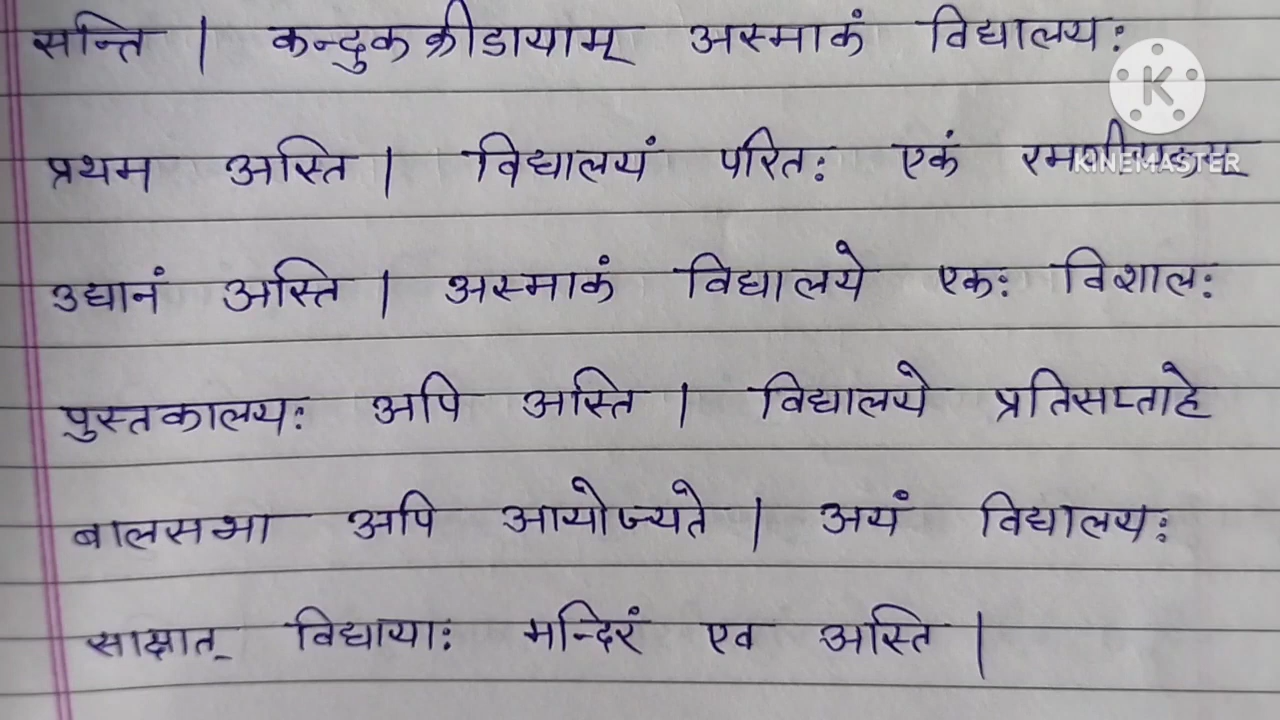 सन्ति | कन्दुकक्रीडायाम् अस्माकं विद्यालयः
K
प्रथम अस्ति | विद्यालयं परितः एकं
KINEMASTER
उद्यानं अस्ति | अस्माकं विद्यालये एकः विशालः
पुस्तकालयः अपि अस्ति | विद्यालये प्रतिसप्ताहे
बालसभा अपि आयोज्यते | अयं विद्यालयः
साक्षात् विद्यायाः मन्दिरं एव अस्ति |